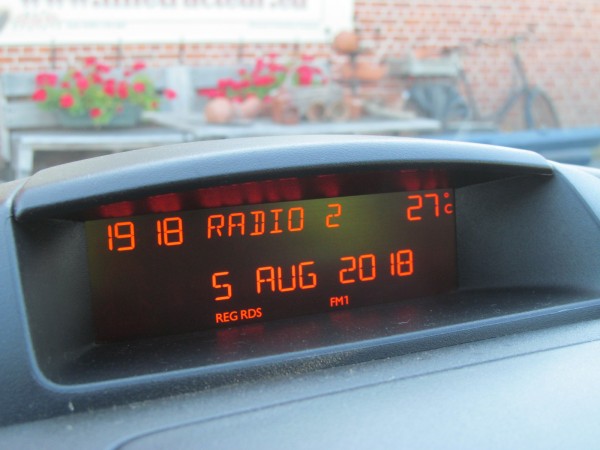 19 18 RADIO 2 27°C
5 AUG 2018
REG RDS FM1